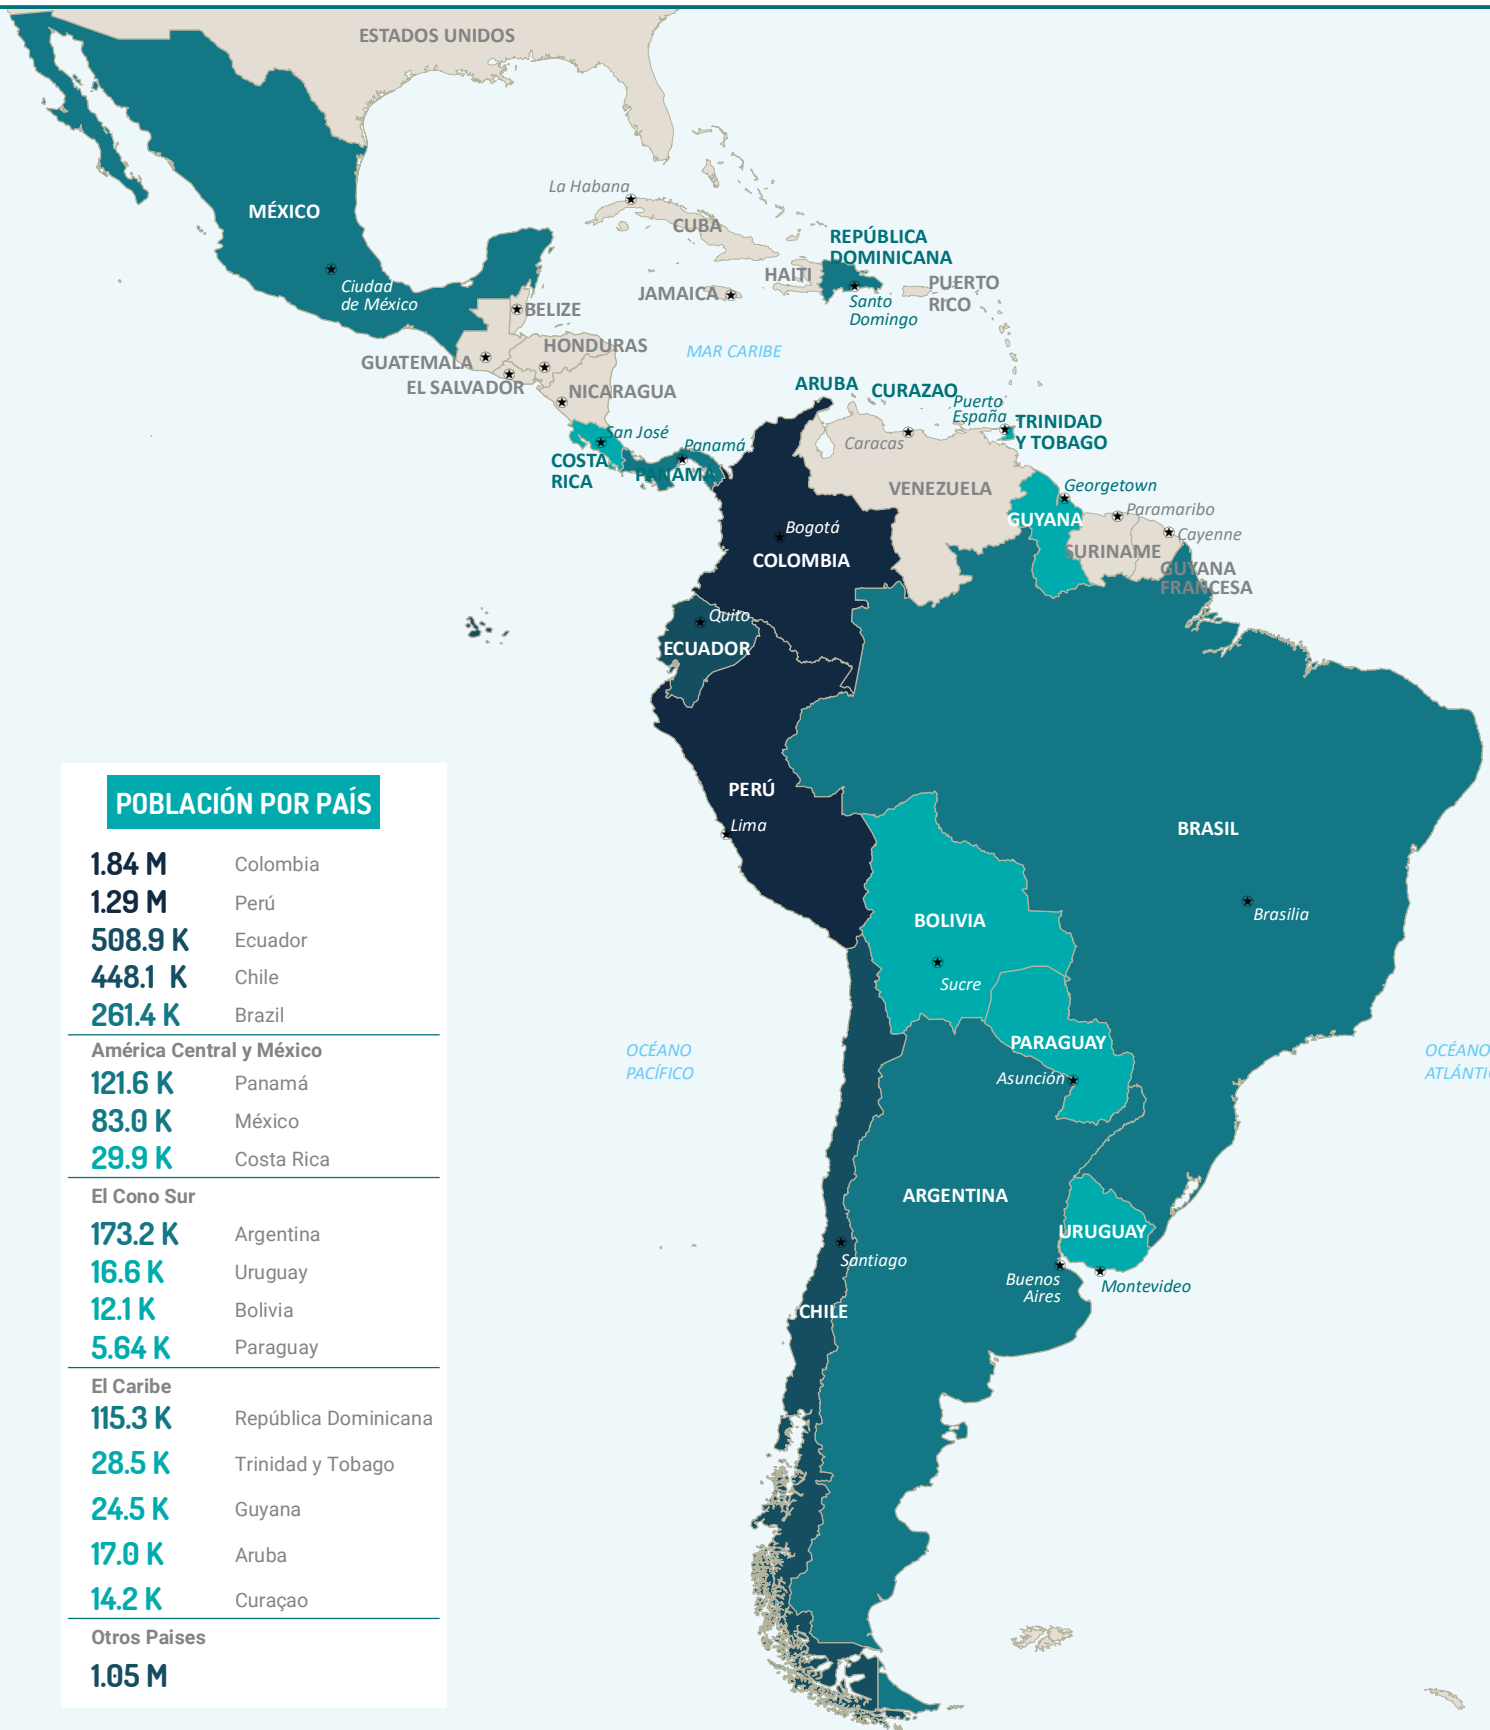 ESTADOS UNIDOS
MÉXICO
Ciudad
de México
La Habana
CUBA
REPÚBLICA
DOMINICANA
HAITI
JAMAICA
PUERTO
RICO
Santo
Domingo
BELIZE
HONDURAS
GUATEMALA
EL SALVADOR
NICARAGUA
MAR CARIBE
ARUBA
CURAZAO
Puerto
España
TRINIDAD
Y TOBAGO
San José
COSTA
RICA
Panamá
PANAMÁ
Caracas
VENEZUELA
Georgetown
GUYANA
Paramaribo
SURINAME
Cayenne
GUYANA
FRANCESA
Bogotá
COLOMBIA
Quito
ECUADOR
PERÚ
Lima
BRASIL
Brasilia
BOLIVIA
Sucre
PARAGUAY
Asunción
OCÉANO
PACÍFICO
OCÉANO
ARGENTINA
URUGUAY
Santiago
Buenos
Aires
Montevideo
CHILE
POBLACIÓN POR PAÍS
1.84 M Colombia
1.29 M Perú
508.9 K Ecuador
448.1 K Chile
261.4 K Brazil
América Central y México
121.6 K Panamá
83.0 K México
29.9 K Costa Rica
El Cono Sur
173.2 K Argentina
16.6 K Uruguay
12.1 K Bolivia
5.64 K Paraguay
El Caribe
115.3 K República Dominicana
28.5 K Trinidad y Tobago
24.5 K Guyana
17.0 K Aruba
14.2 K Curaçao
Otros Paises
1.05 M